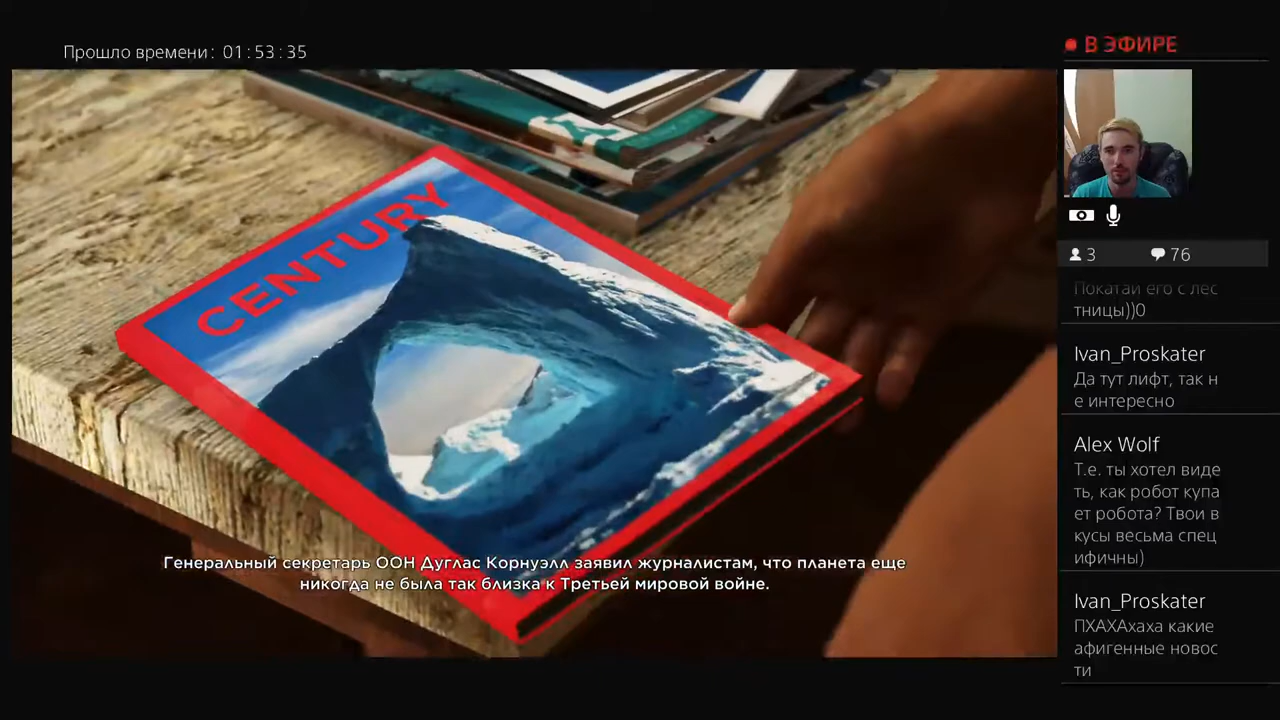 Прошло времени: 01:53:35
В ЭФИРЕ
CENTURY
Генеральный секретарь ООН Дуглас Корнуэлл заявил журналистам, что планета еще
никогда не была так близка к Третьей мировой войне.
3
76
Покатай его с лес
тницы))0
Ivan_Proskater
Да тут лифт, так н
е интересно
Alex Wolf
Т.е. ты хотел виде
ть, как робот купа
ет робота? Твои в
кусы весьма спец
ифичны)
Ivan_Proskater
ПХАХАхаха какие
афигенные новос
ти